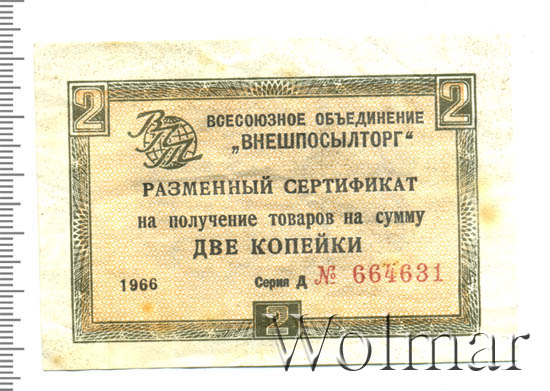 2 2
ВПТ
ВСЕСОЮЗНОЕ ОБЪЕДИНЕНИЕ
„ВНЕШПОСЫЛТОРГ“
РАЗМЕННЫЙ СЕРТИФИКАТ
на получение товаров на сумму
ДВЕ КОПЕЙКИ
1966 Серия Д № 664631
2
Wolmar